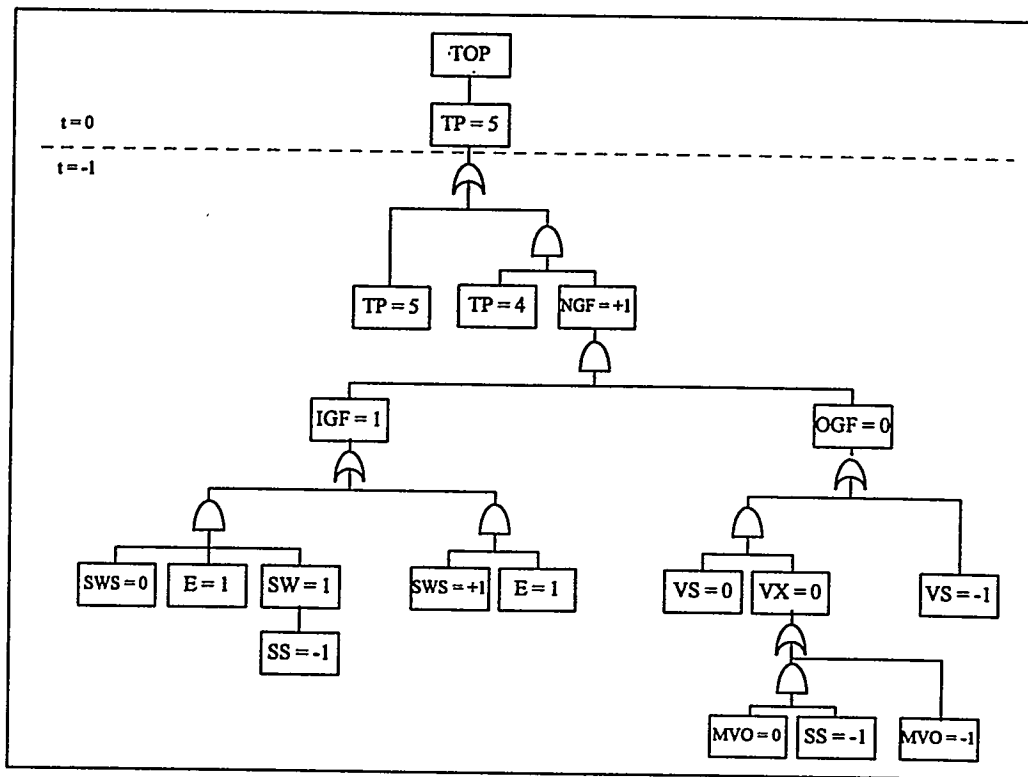 TOP
t = 0
TP = 5
t = -1
TP = 5
TP = 4
NGF = +1
IGF = 1
OGF = 0
SWS = 0
E = 1
SW = 1
SWS = +1
E = 1
VS = 0
VX = 0
VS = -1
SS = -1
MVO = 0
SS = -1
MVO = -1